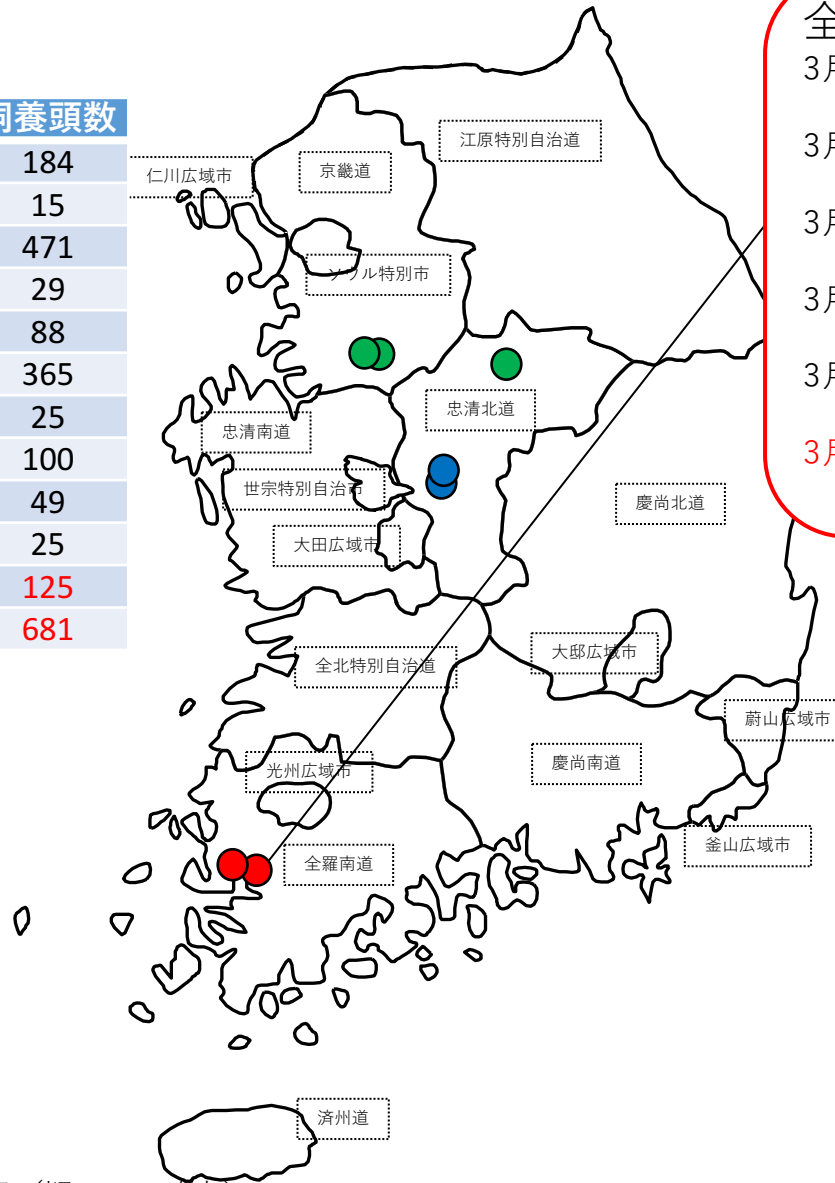 飼養頭数
184
15
471
29
88
365
25
100
49
25
125
681
全
3月
3月
3月
3月
3月
3月
江原特別自治道
京畿道
仁川広域市
ソウル特別市
忠清北道
忠清南道
世宗特別自治市
慶尚北道
大田広域市
大邸広域市
全北特別自治道
蔚山広域市
慶尚南道
光州広域市
釜山広域市
全羅南道
済州道